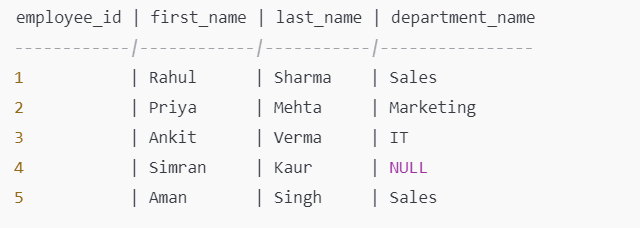 employee_id | first_name | last_name | department_name
------------/------------/-----------/----------------
1           | Rahul      | Sharma    | Sales
2           | Priya      | Mehta     | Marketing
3           | Ankit      | Verma     | IT
4           | Simran     | Kaur      | NULL
5           | Aman       | Singh     | Sales